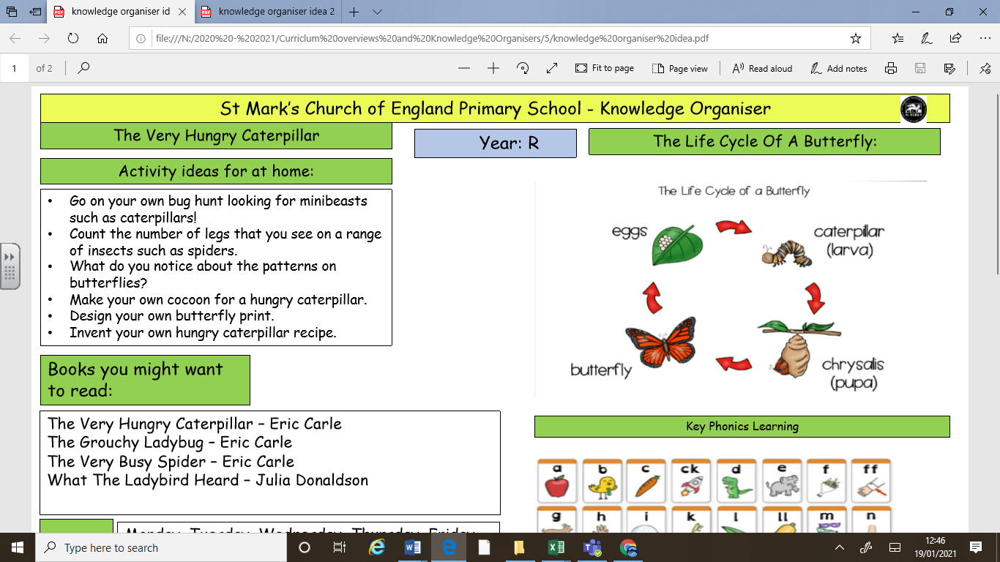 knowledge organiser id
knowledge organiser idea 2
file:///N:/2020%20-%202021/Curriclum%20overviews%20and%20Knowledge%20Organisers/5/knowledge%20organiser%20idea.pdf
1 of 2
Fit to page
Page view
Read aloud
Add notes
St Mark's Church of England Primary School - Knowledge Organiser
The Very Hungry Caterpillar
Year: R
The Life Cycle Of A Butterfly:
Activity ideas for at home:
• Go on your own bug hunt looking for minibeasts
such as caterpillars!
• Count the number of legs that you see on a range
of insects such as spiders.
• What do you notice about the patterns on
butterflies?
• Make your own cocoon for a hungry caterpillar.
• Design your own butterfly print.
• Invent your own hungry caterpillar recipe.
The Life Cycle of a Butterfly
eggs
caterpillar
(larva)
chrysalis
(pupa)
butterfly
Books you might want
to read:
The Very Hungry Caterpillar – Eric Carle
The Grouchy Ladybug – Eric Carle
The Very Busy Spider – Eric Carle
What The Ladybird Heard – Julia Donaldson
Key Phonics Learning
a b c ck d e f ff
g h i k l ll m n
Monday Tuesday Wednesday Thursday Friday
Type here to search
12:46
19/01/2021